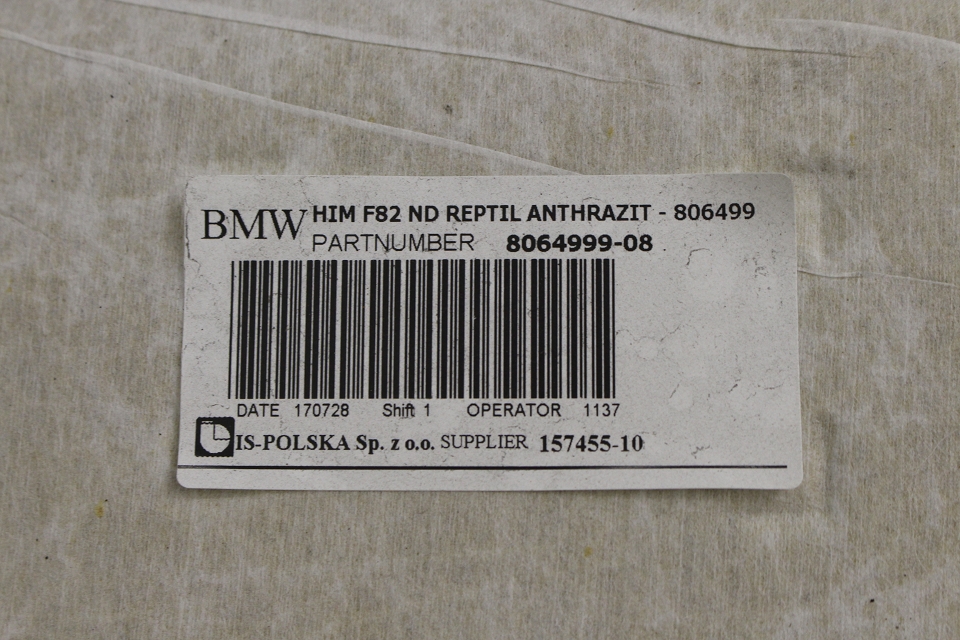 BMW HIM F82 ND REPTIL ANTHRAZIT - 806499
PARTNUMBER 8064999-08
DATE 170728 Shift 1 OPERATOR 1137
IS-POLSKA Sp. z o.o. SUPPLIER 157455-10